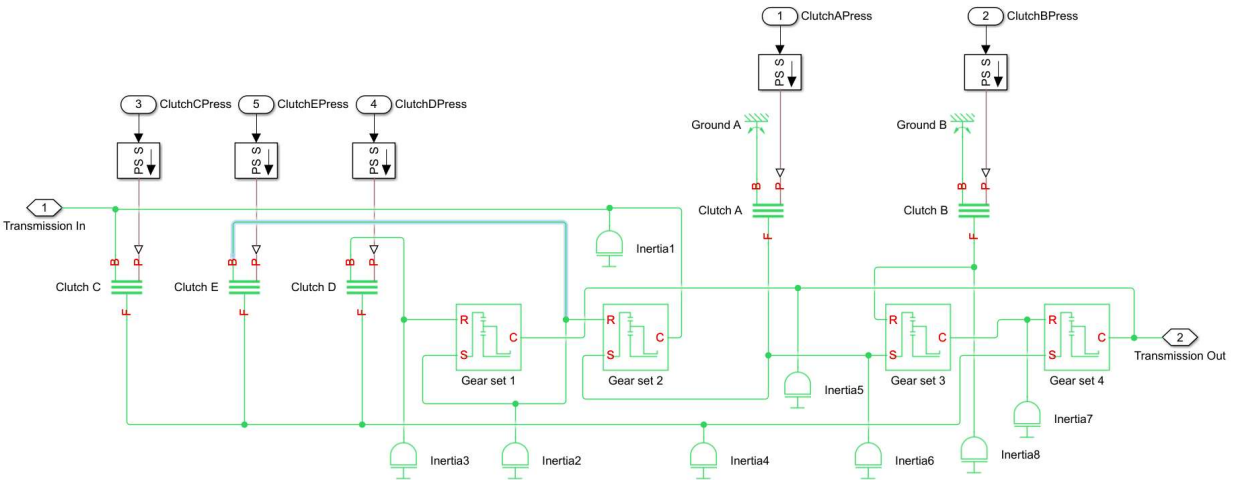 1
ClutchAPress
2
ClutchBPress
PS S
PS S
3
ClutchCPress
5
ClutchEPress
4
ClutchDPress
Ground A
Ground B
PS S
PS S
PS S
B
P
B
P
1
Transmission In
Clutch A
Clutch B
F
F
Inertia1
B
P
B
P
B
P
Clutch C
Clutch E
Clutch D
F
F
F
R
C
S
Gear set 1
R
C
S
Gear set 2
R
C
S
Gear set 3
R
C
S
Gear set 4
2
Transmission Out
Inertia5
Inertia7
Inertia3
Inertia2
Inertia4
Inertia6
Inertia8